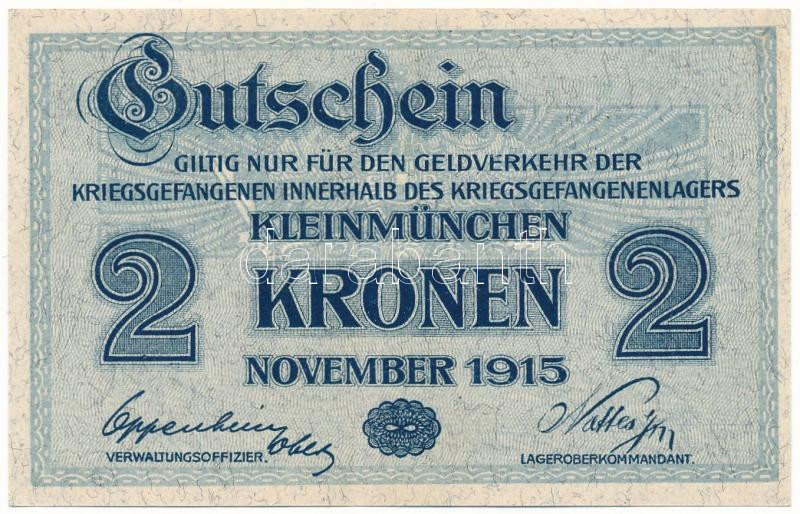 Gutschein
GILTIG NUR FÜR DEN GELDVERKEHR DER
KRIEGSGEFANGENEN INNERHALB DES KRIEGSGEFANGENENLAGERS
KLEINMÜNCHEN
2 KRONEN 2
NOVEMBER 1915
darabanth
VERWALTUNGSOFFIZIER. LAGEROBERKOMMANDANT.